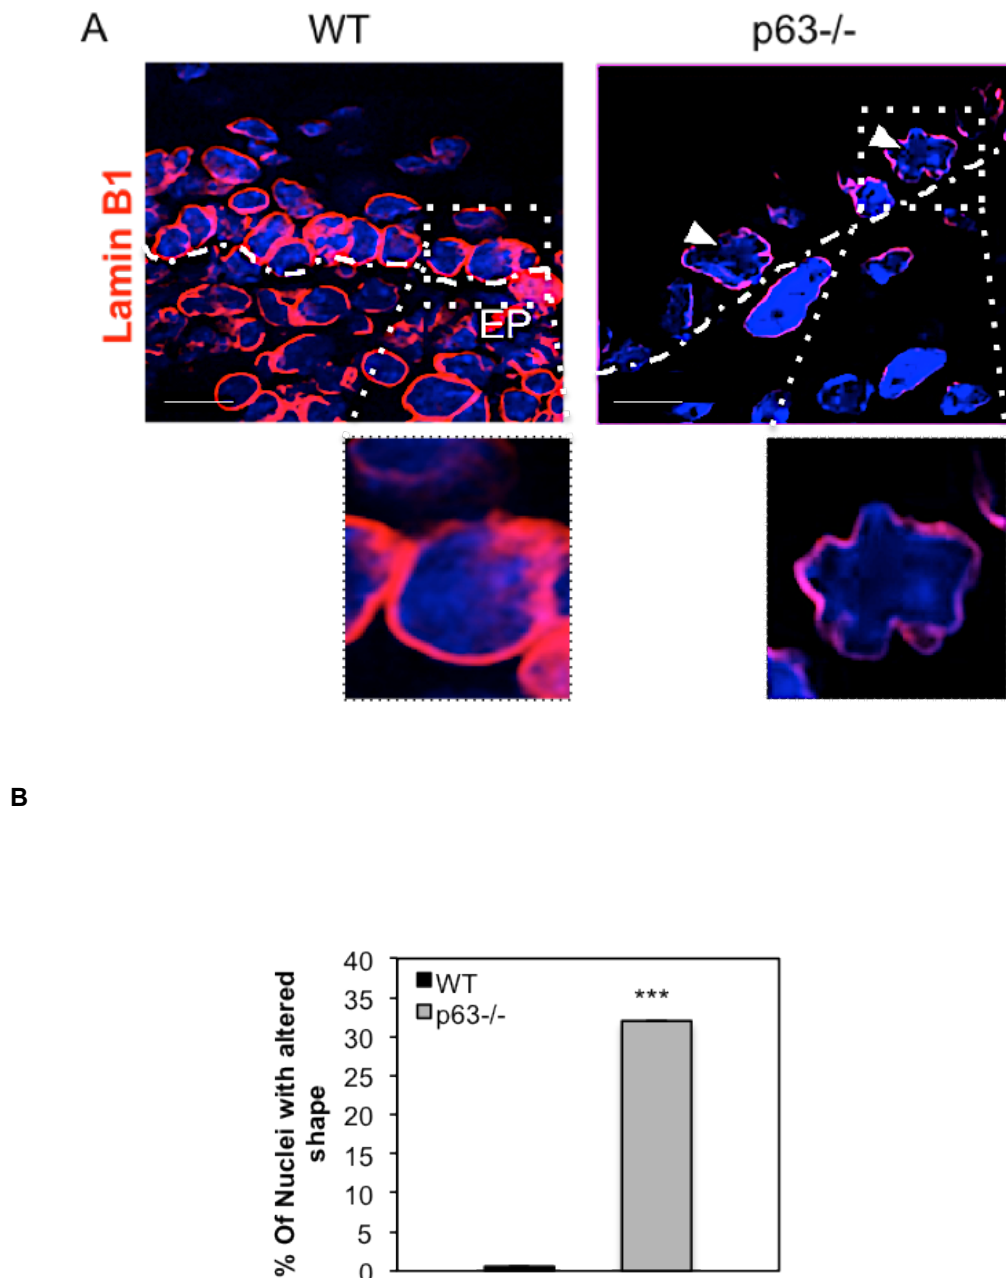 A
WT
p63-/-
Lamin B1
EP
B
% Of Nuclei with altered
shape
40
35
30
25
20
15
10
5
0
WT
p63-/-
***